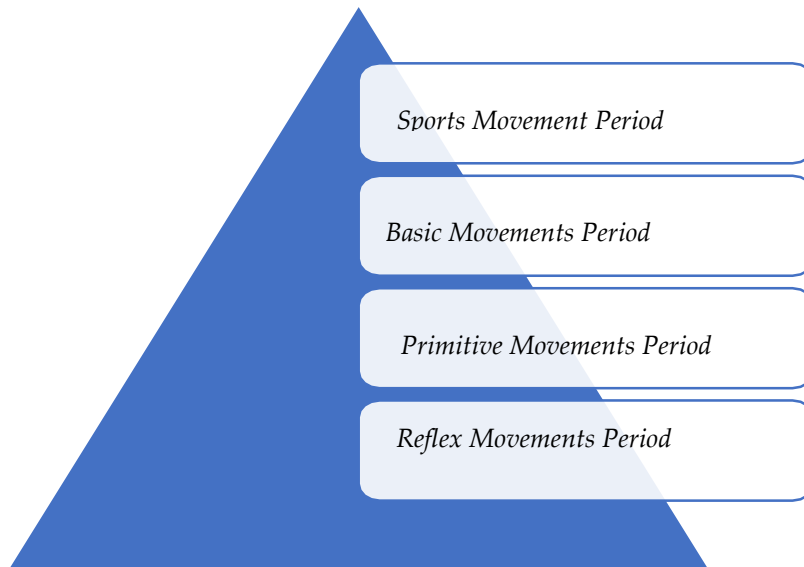 Sports Movement Period
Basic Movements Period
Primitive Movements Period
Reflex Movements Period